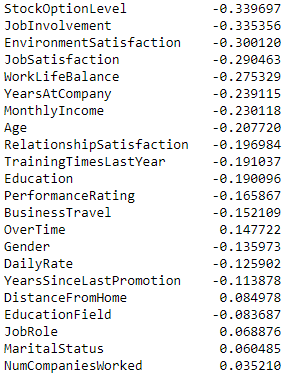 StockOptionLevel -0.339697
JobInvolvement -0.335356
EnvironmentSatisfaction -0.300120
JobSatisfaction -0.290463
WorkLifeBalance -0.275329
YearsAtCompany -0.239115
MonthlyIncome -0.230118
Age -0.207720
RelationshipSatisfaction -0.196984
TrainingTimesLastYear -0.191037
Education -0.190096
PerformanceRating -0.165867
BusinessTravel -0.152109
OverTime 0.147722
Gender -0.135973
DailyRate -0.125902
YearsSinceLastPromotion -0.113878
DistanceFromHome 0.084978
EducationField -0.083687
JobRole 0.068876
MaritalStatus 0.060485
NumCompaniesWorked 0.035210